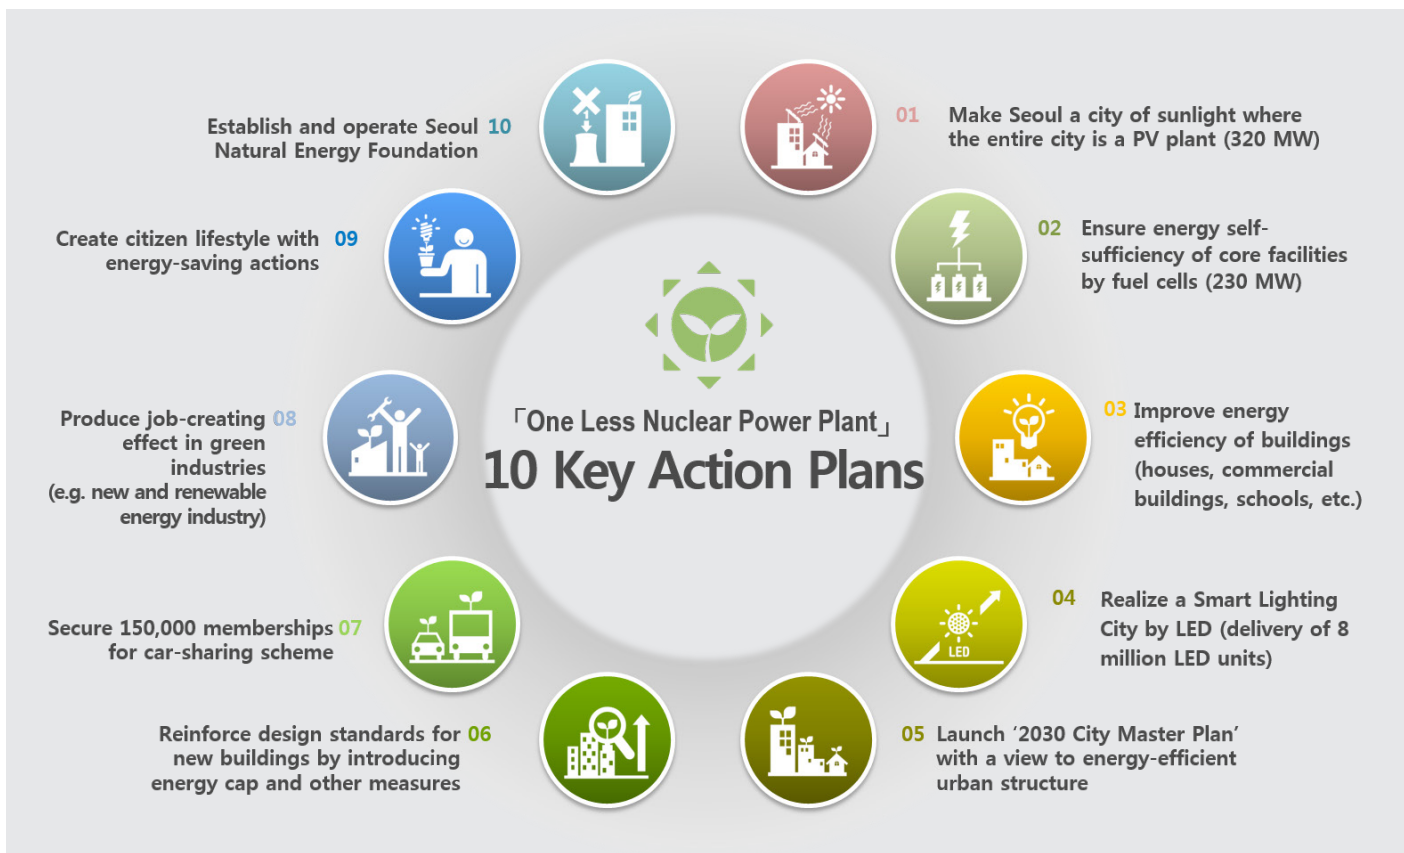 「One Less Nuclear Power Plant」
10 Key Action Plans
01 Make Seoul a city of sunlight where
the entire city is a PV plant (320 MW)
02 Ensure energy self-
sufficiency of core facilities
by fuel cells (230 MW)
03 Improve energy
efficiency of buildings
(houses, commercial
buildings, schools, etc.)
04 Realize a Smart Lighting
City by LED (delivery of 8
million LED units)
LED
05 Launch ‘2030 City Master Plan’
with a view to energy-efficient
urban structure
Reinforce design standards for 06
new buildings by introducing
energy cap and other measures
Secure 150,000 memberships 07
for car-sharing scheme
Produce job-creating 08
effect in green
industries
(e.g. new and renewable
energy industry)
Create citizen lifestyle with 09
energy-saving actions
Establish and operate Seoul 10
Natural Energy Foundation